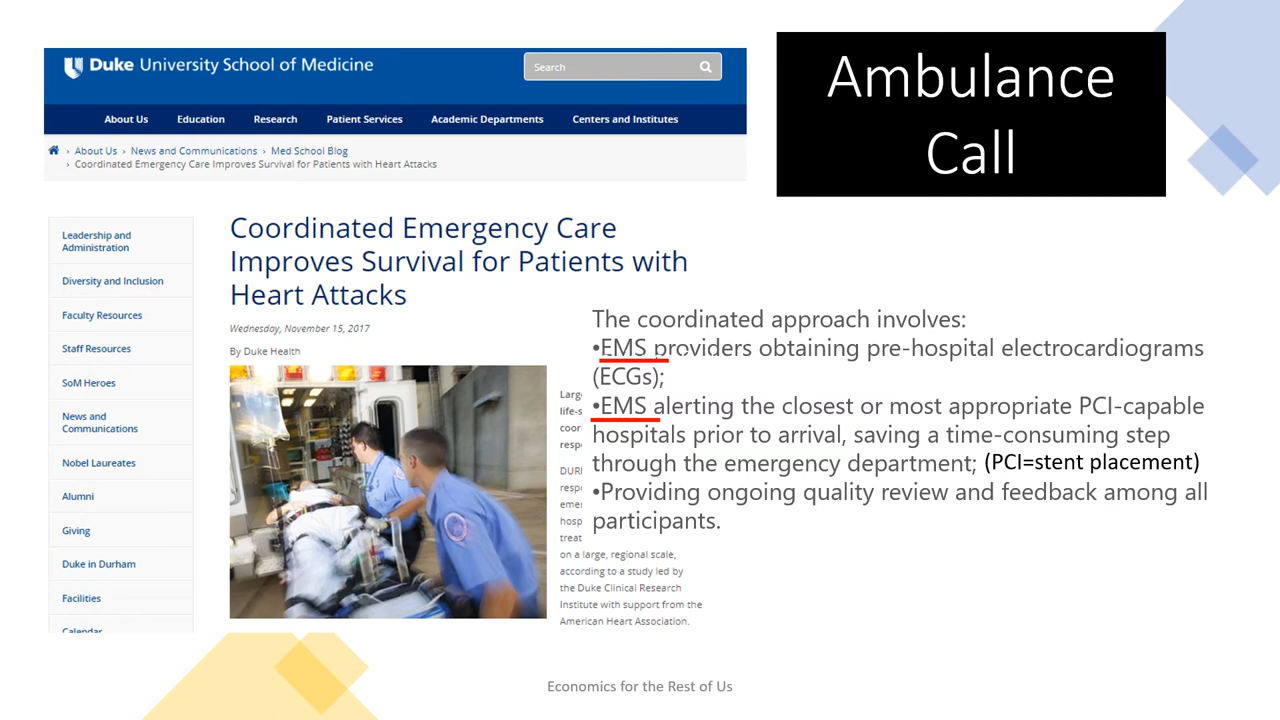 Duke University School of Medicine
Search
About Us Education Research Patient Services Academic Departments Centers and Institutes
› About Us › News and Communications › Med School Blog
› Coordinated Emergency Care Improves Survival for Patients with Heart Attacks
Ambulance
Call
Leadership and
Administration
Diversity and Inclusion
Faculty Resources
Staff Resources
SoM Heroes
News and
Communications
Nobel Laureates
Alumni
Giving
Duke in Durham
Facilities
Calendar
Coordinated Emergency Care
Improves Survival for Patients with
Heart Attacks
Wednesday, November 15, 2017
By Duke Health
on a large, regional scale,
according to a study led by
the Duke Clinical Research
Institute with support from the
American Heart Association.
The coordinated approach involves:
•EMS providers obtaining pre-hospital electrocardiograms
(ECGs);
•EMS alerting the closest or most appropriate PCI-capable
hospitals prior to arrival, saving a time-consuming step
through the emergency department; (PCI=stent placement)
•Providing ongoing quality review and feedback among all
participants.
Economics for the Rest of Us